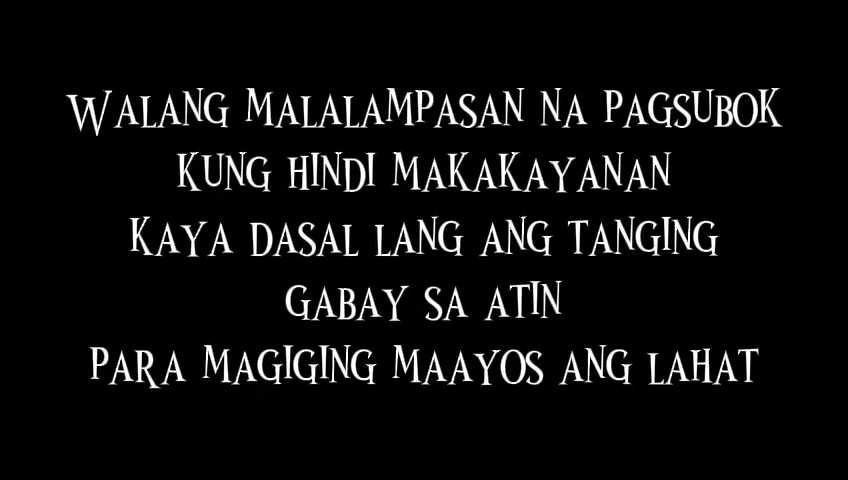 WALANG MALALAMPASAN NA PAGSUBOK
KUNG HINDI MAKAKAYANAN
KAYA DASAL LANG ANG TANGING
GABAY SA ATIN
PARA MAGIGING MAAYOS ANG LAHAT